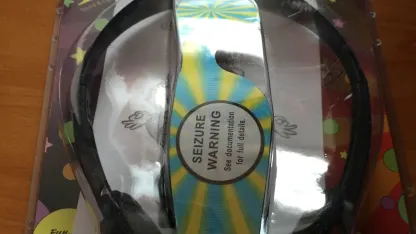 SEIZURE
WARNING
See documentation
for full details.